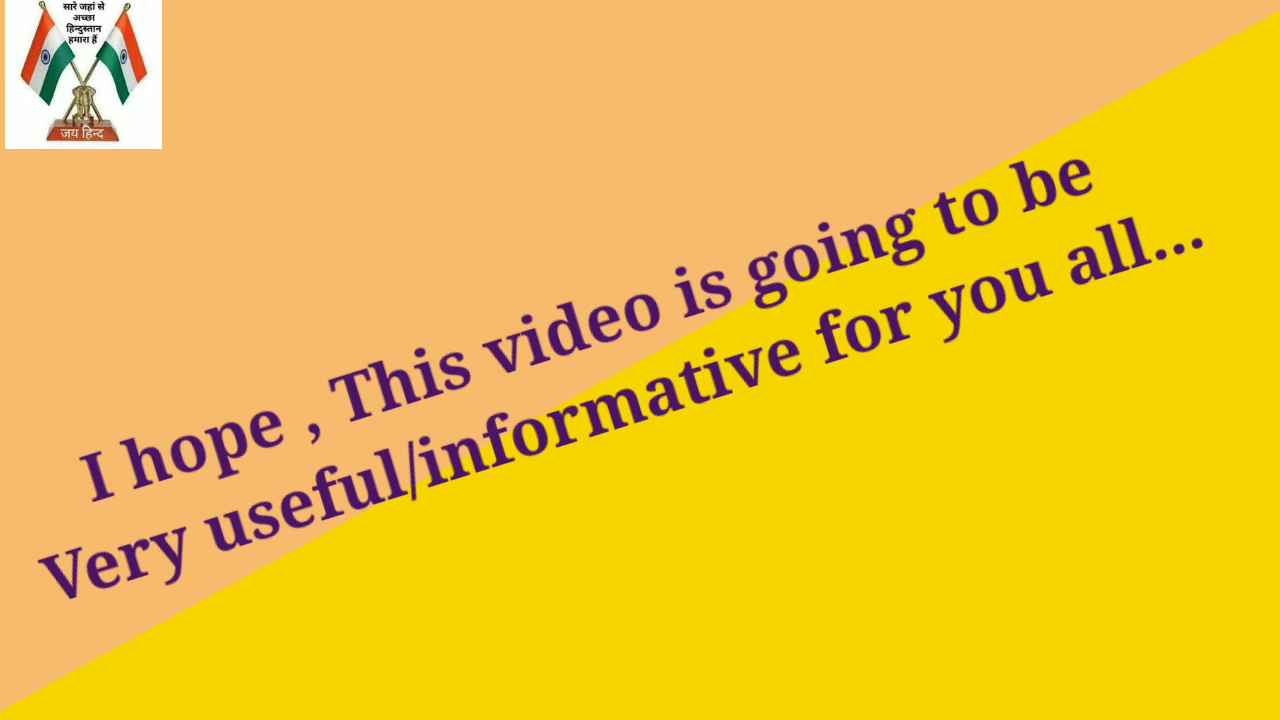 सारे जहां से
अच्छा
हिन्दुस्तान
हमारा हैं
जय हिन्द
I hope , This video is going to be
Very useful/informative for you all...